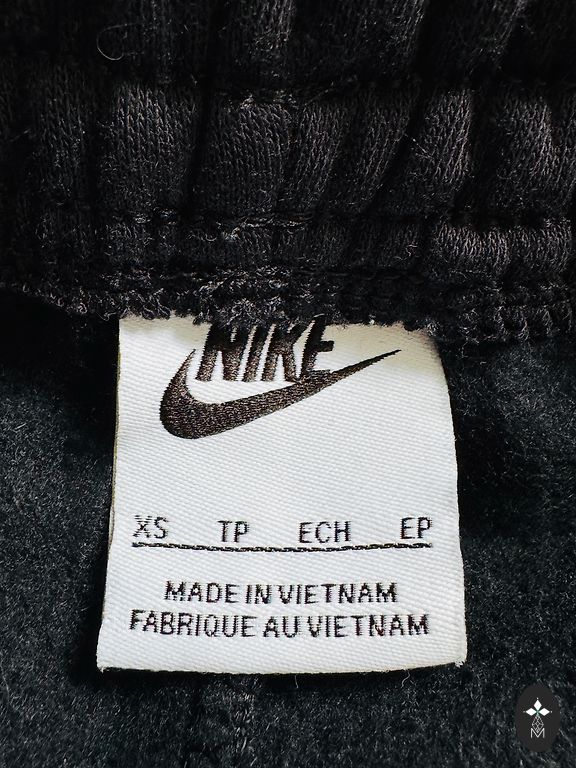 NIKE
XS TP ECH EP
MADE IN VIETNAM
FABRIQUE AU VIETNAM
M